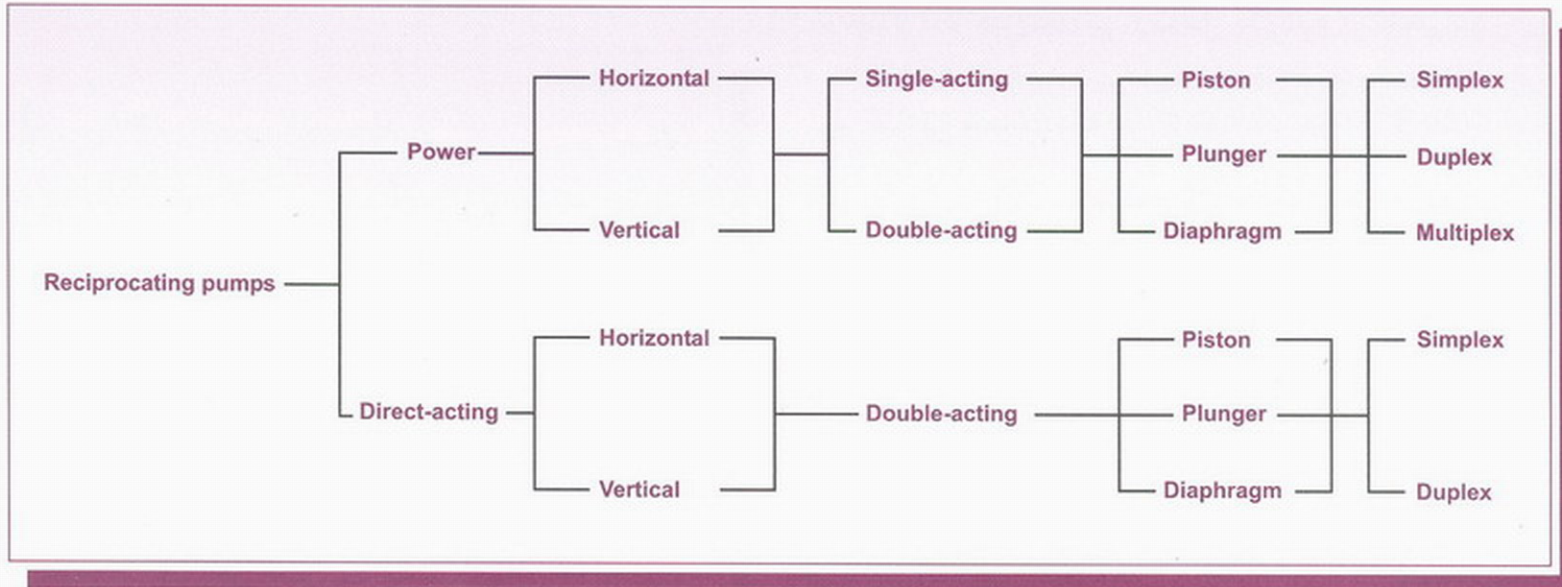 Horizontal Single-acting Piston Simplex
Power Plunger Duplex
Vertical Double-acting Diaphragm Multiplex
Reciprocating pumps
Horizontal Piston Simplex
Direct-acting Double-acting Plunger
Vertical Diaphragm Duplex